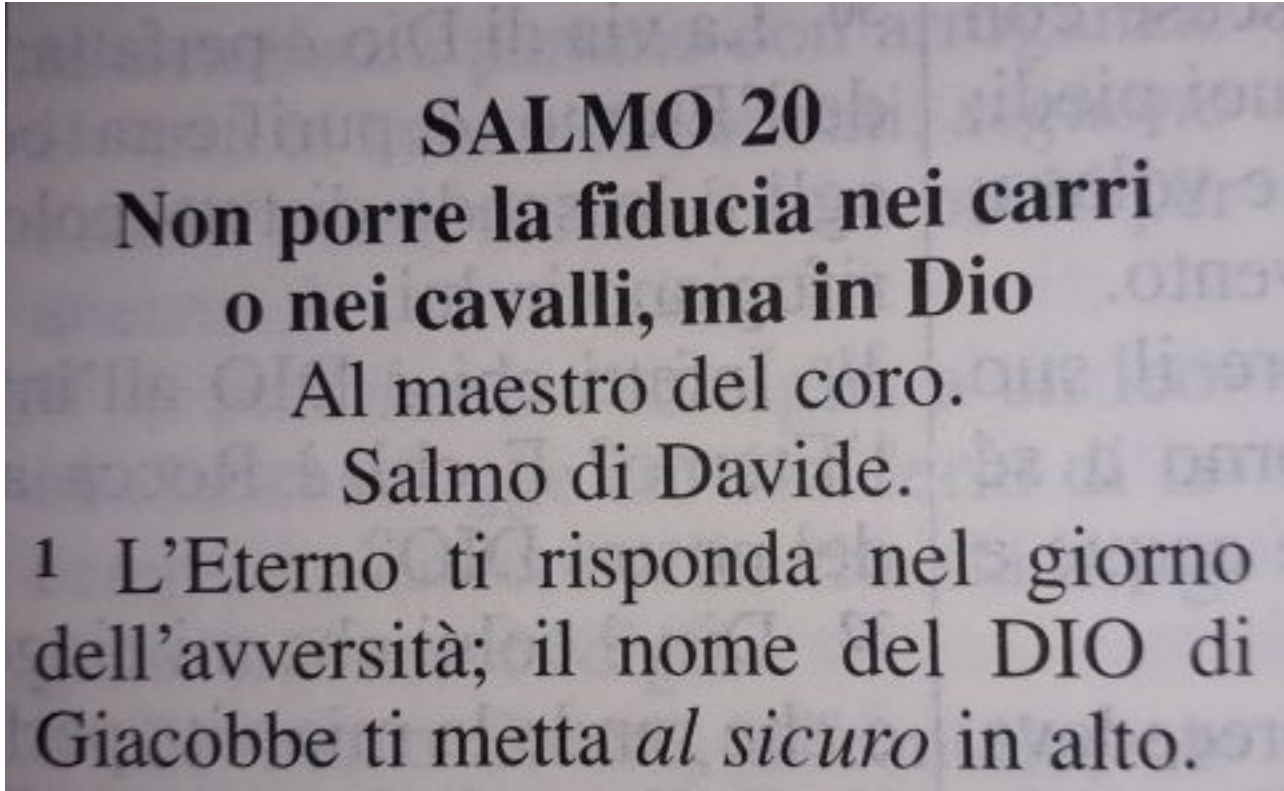 SALMO 20
Non porre la fiducia nei carri
o nei cavalli, ma in Dio
Al maestro del coro.
Salmo di Davide.
1 L'Eterno ti risponda nel giorno
dell'avversità; il nome del DIO di
Giacobbe ti metta al sicuro in alto.